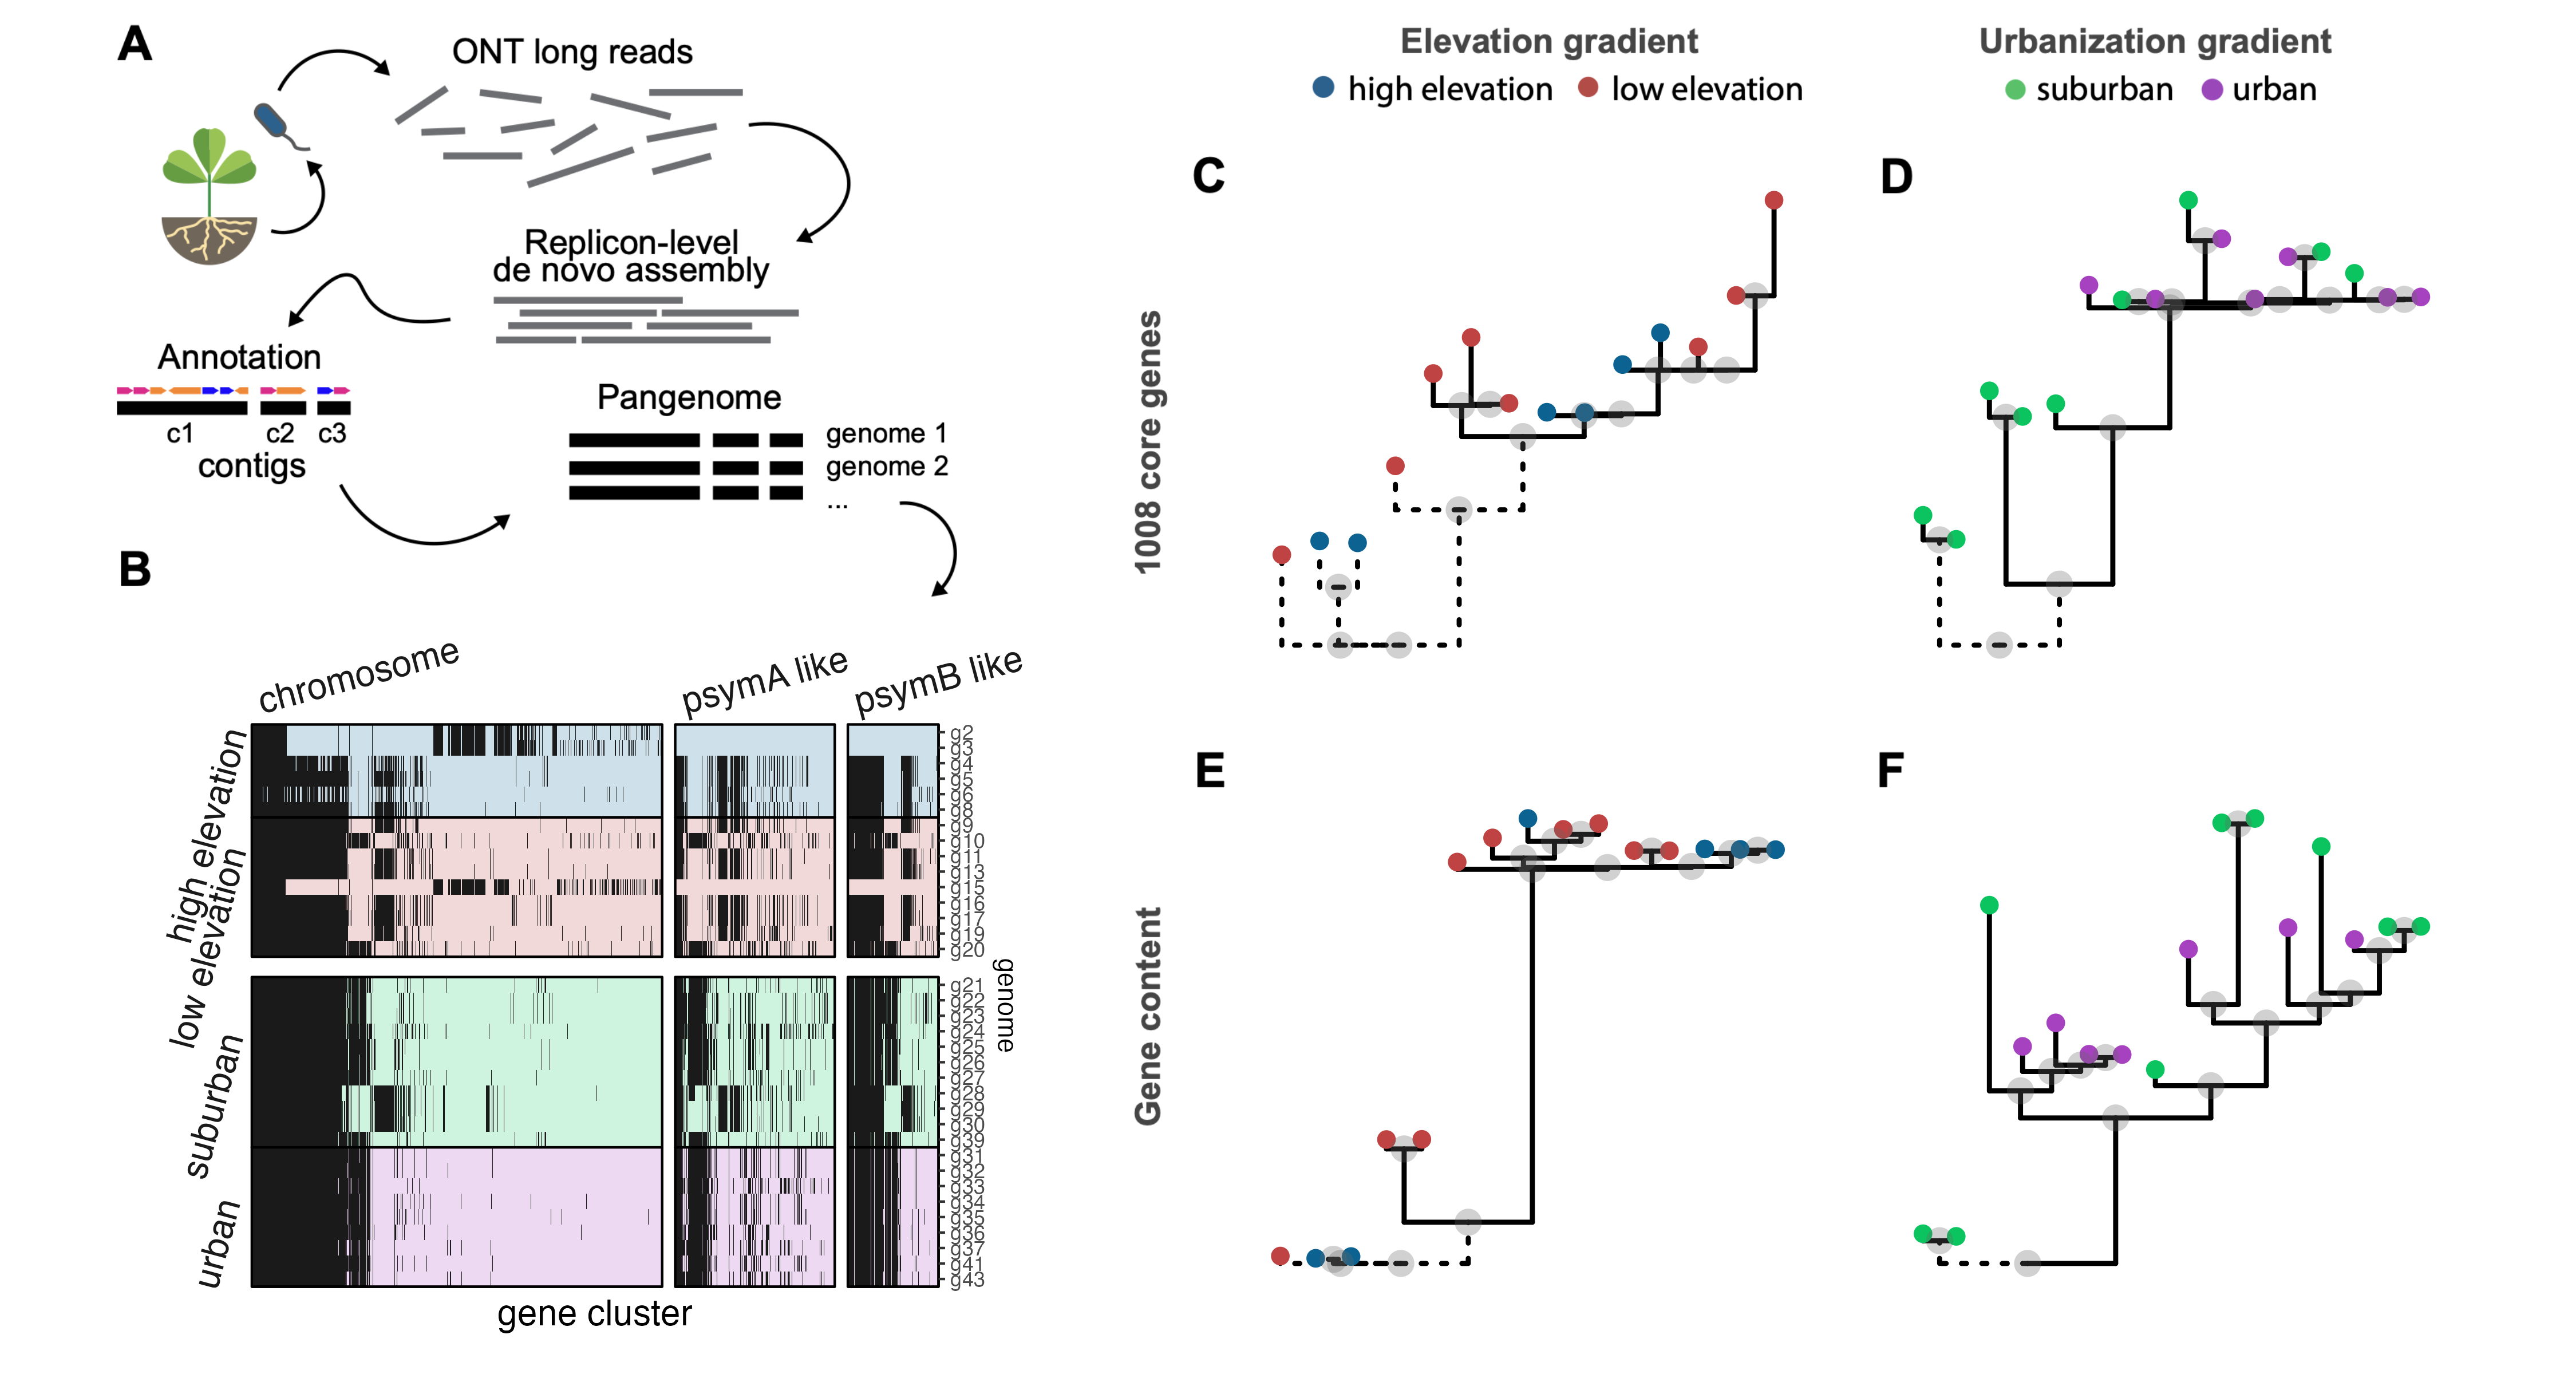 A
ONT long reads
Replicon-level
de novo assembly
Annotation
c1 c2 c3
contigs
Pangenome
genome 1
genome 2
...
B
chromosome
psymA like
psymB like
high elevation
low elevation
suburban
urban
g2
g3
g4
g5
g6
g8
g9
g10
g11
g13
g15
g16
g17
g19
g20
g21
g22
g23
g24
g25
g26
g27
g28
g29
g30
g39
g31
g32
g33
g34
g35
g36
g37
g41
g43
genome
gene cluster
Elevation gradient
high elevation low elevation
Urbanization gradient
suburban urban
1008 core genes
C
D
Gene content
E
F